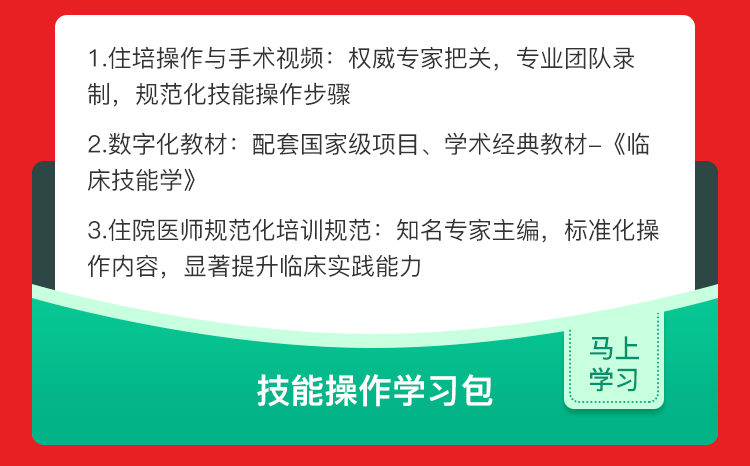 1.住培操作与手术视频：权威专家把关，专业团队录
制，规范化技能操作步骤
2.数字化教材：配套国家级项目、学术经典教材-《临
床技能学》
3.住院医师规范化培训规范：知名专家主编，标准化操
作内容，显著提升临床实践能力
马上
学习
技能操作学习包